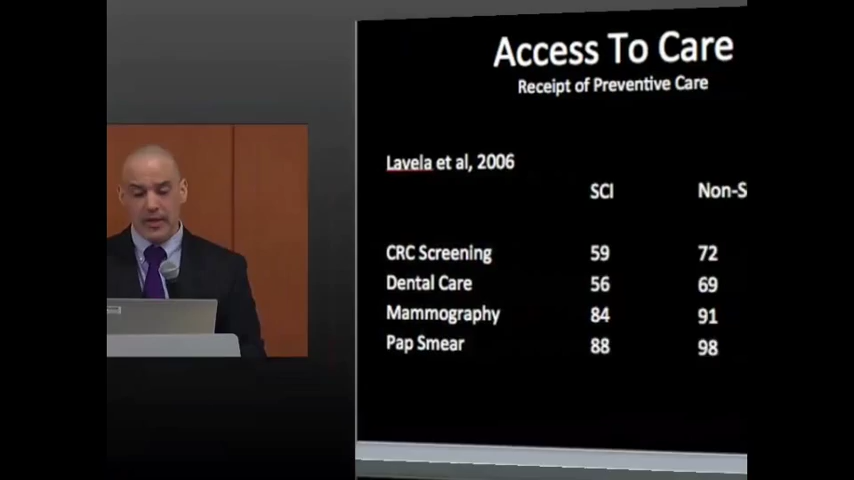 Access To Care
Receipt of Preventive Care
Lavela et al, 2006
SCI Non-S
CRC Screening 59 72
Dental Care 56 69
Mammography 84 91
Pap Smear 88 98